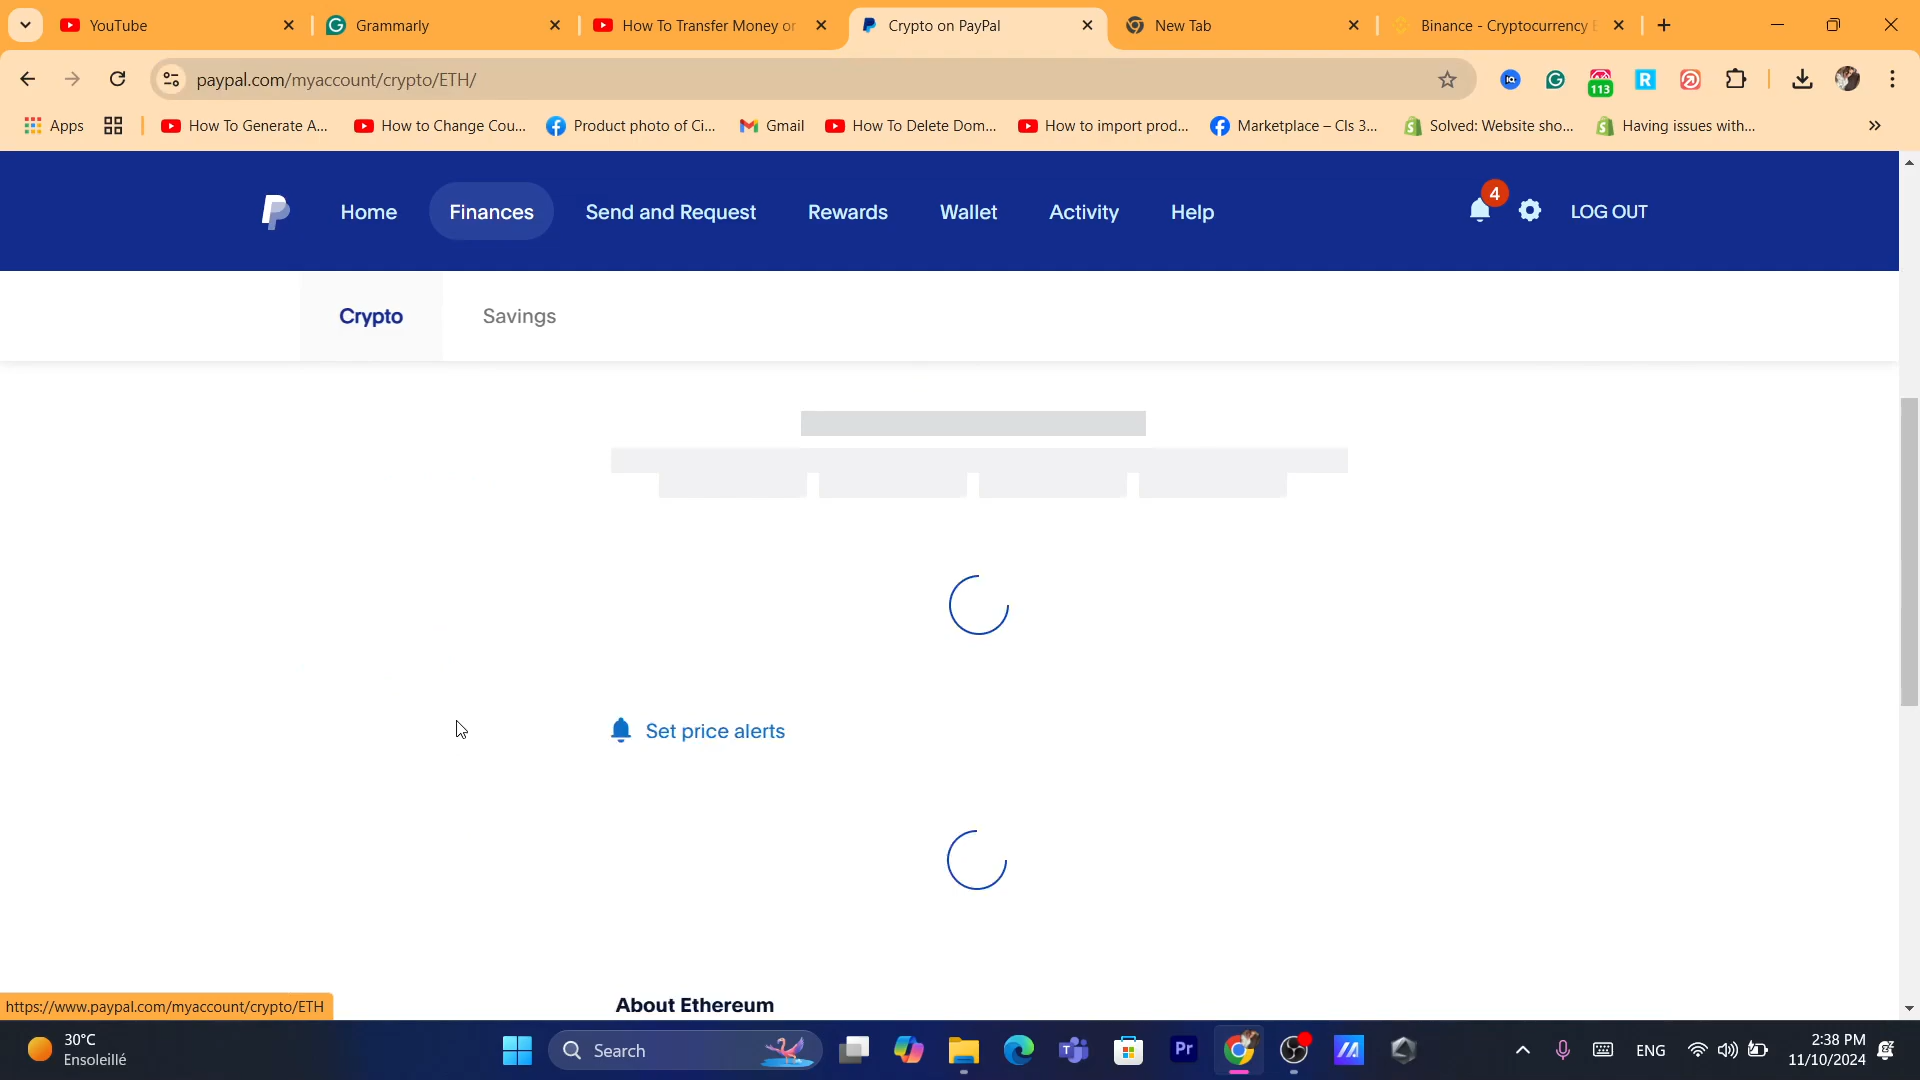 YouTube
Grammarly
How To Transfer Money or
Crypto on PayPal
New Tab
Binance - Cryptocurrency E
paypal.com/myaccount/crypto/ETH/
113
Apps
How To Generate A...
How to Change Cou...
Product photo of Ci...
Gmail
How To Delete Dom...
How to import prod...
Marketplace – Cls 3...
Solved: Website sho...
Having issues with...
Home
Finances
Send and Request
Rewards
Wallet
Activity
Help
4
LOG OUT
Crypto
Savings
Set price alerts
About Ethereum
https://www.paypal.com/myaccount/crypto/ETH
30°C
Ensoleillé
Search
Pr
ENG
2:38 PM
11/10/2024